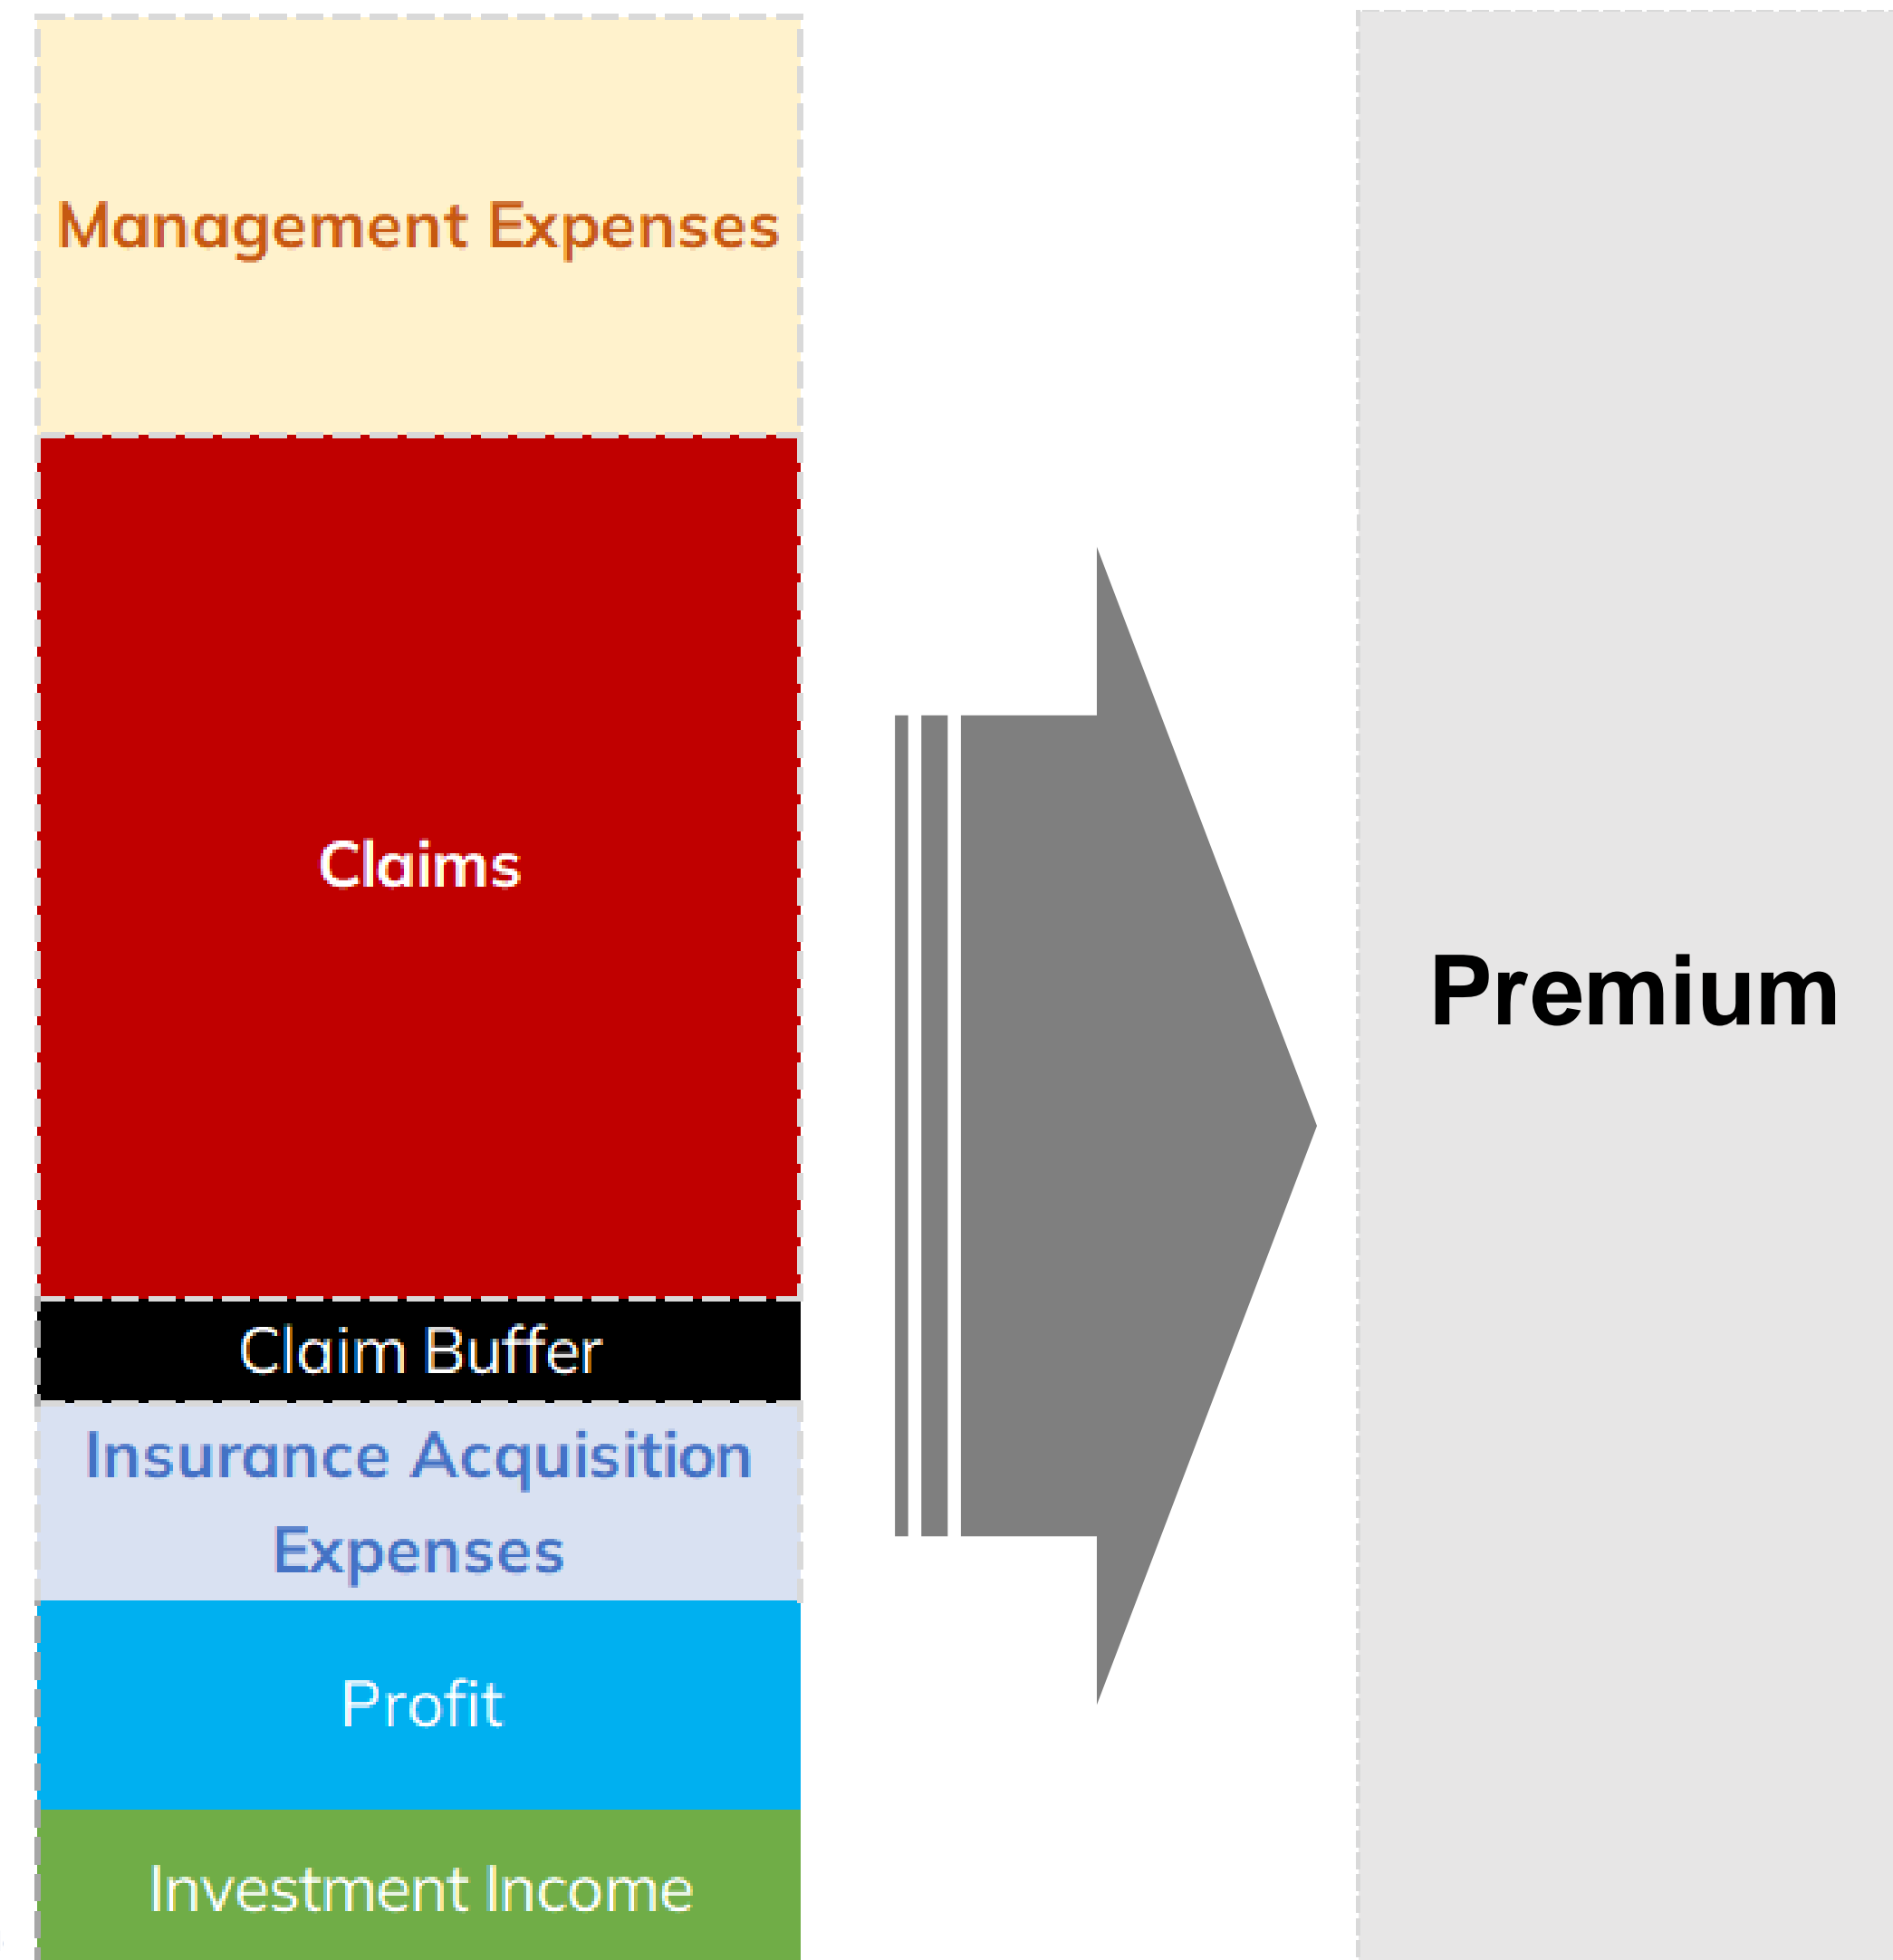 Management Expenses
Claims
Premium
Claim Buffer
Insurance Acquisition
Expenses
Profit
Investment Income